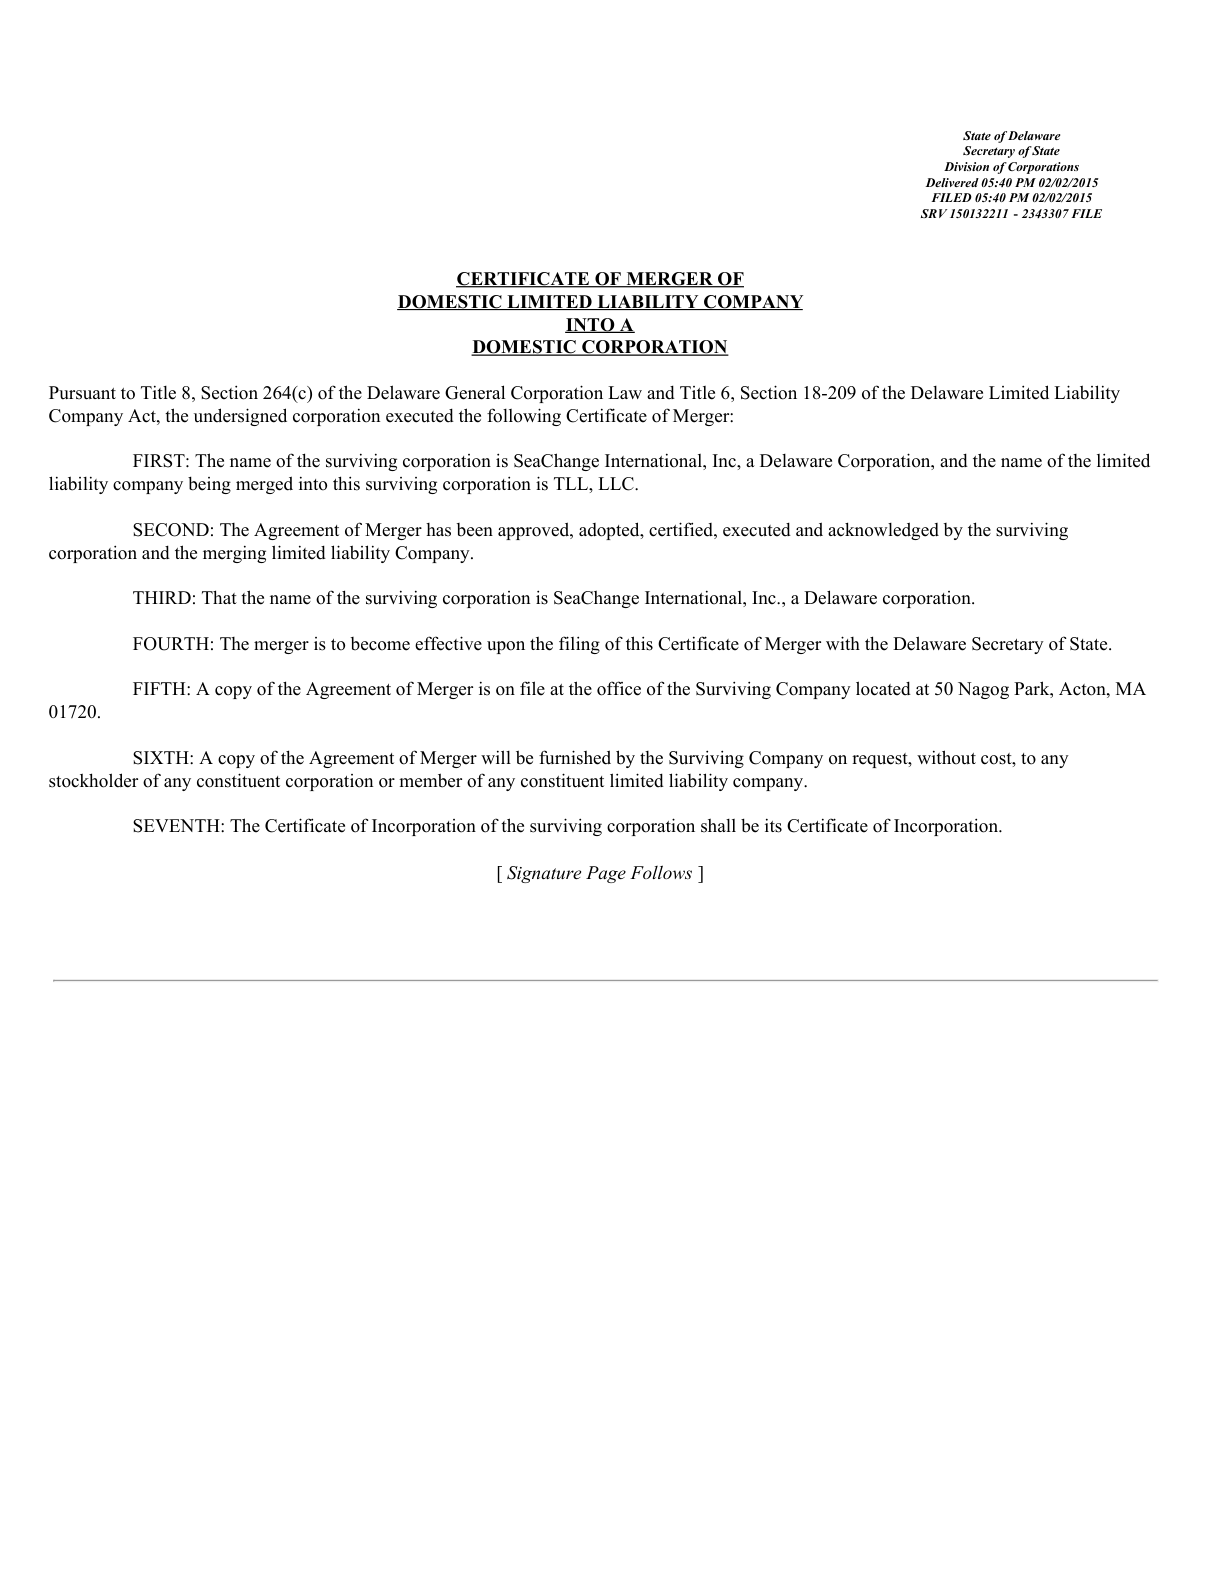 State of Delaware
Secretary of State
Division of Corporations
Delivered 05:40 PM 02/02/2015
FILED 05:40 PM 02/02/2015
SRV 150132211 - 2343307 FILE
CERTIFICATE OF MERGER OF
DOMESTIC LIMITED LIABILITY COMPANY
INTO A
DOMESTIC CORPORATION
Pursuant to Title 8, Section 264(c) of the Delaware General Corporation Law and Title 6, Section 18-209 of the Delaware Limited Liability
Company Act, the undersigned corporation executed the following Certificate of Merger:
FIRST: The name of the surviving corporation is SeaChange International, Inc, a Delaware Corporation, and the name of the limited
liability company being merged into this surviving corporation is TLL, LLC.
SECOND: The Agreement of Merger has been approved, adopted, certified, executed and acknowledged by the surviving
corporation and the merging limited liability Company.
THIRD: That the name of the surviving corporation is SeaChange International, Inc., a Delaware corporation.
FOURTH: The merger is to become effective upon the filing of this Certificate of Merger with the Delaware Secretary of State.
FIFTH: A copy of the Agreement of Merger is on file at the office of the Surviving Company located at 50 Nagog Park, Acton, MA
01720.
SIXTH: A copy of the Agreement of Merger will be furnished by the Surviving Company on request, without cost, to any
stockholder of any constituent corporation or member of any constituent limited liability company.
SEVENTH: The Certificate of Incorporation of the surviving corporation shall be its Certificate of Incorporation.
[ Signature Page Follows ]